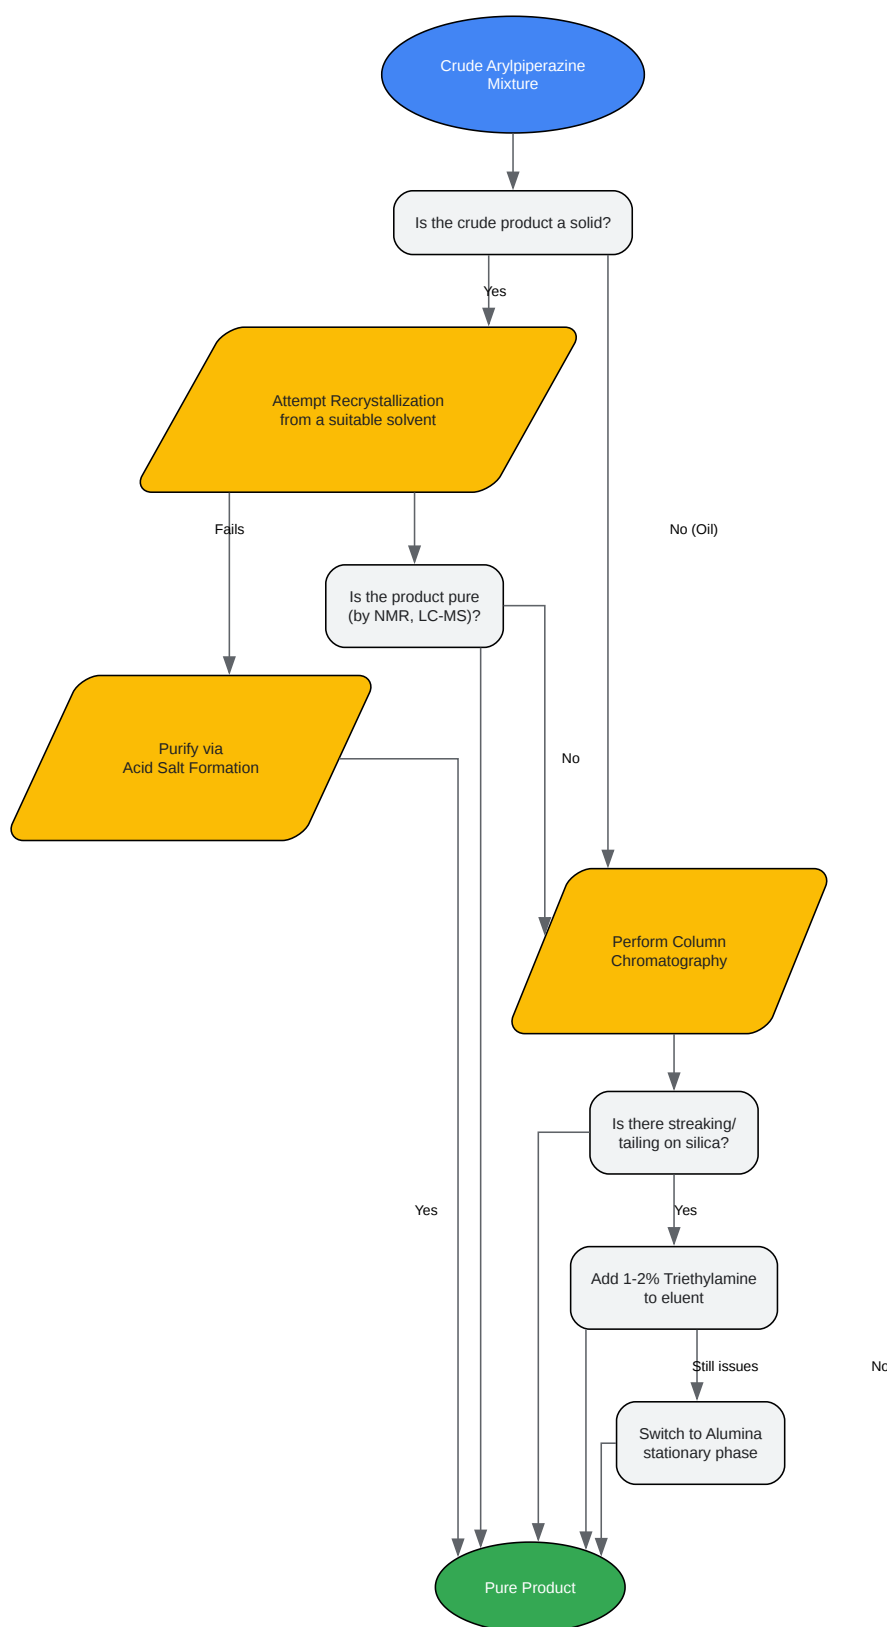 Crude Arylpiperazine
Mixture
Is the crude product a solid?
Yes
Attempt Recrystallization
from a suitable solvent
Fails
No (Oil)
Is the product pure
(by NMR, LC-MS)?
Purify via
Acid Salt Formation
No
Perform Column
Chromatography
Is there streaking/
tailing on silica?
Yes
Yes
Add 1-2% Triethylamine
to eluent
Still issues
No
Switch to Alumina
stationary phase
Pure Product